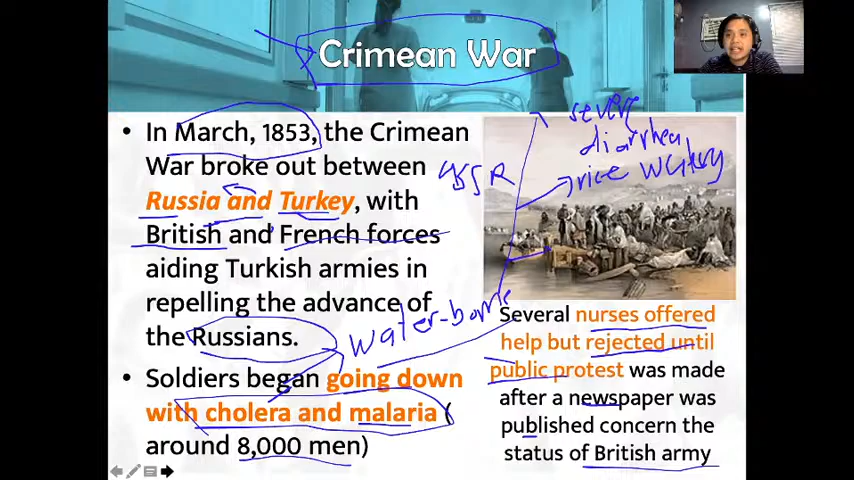 Crimean War
• In March, 1853, the Crimean
War broke out between
Russia and Turkey, with
British and French forces
aiding Turkish armies in
repelling the advance of
the Russians.
• Soldiers began going down
with cholera and malaria (
around 8,000 men)
severe
diarrhea
rice watery
Several nurses offered
help but rejected until
public protest was made
after a newspaper was
published concern the
status of British army